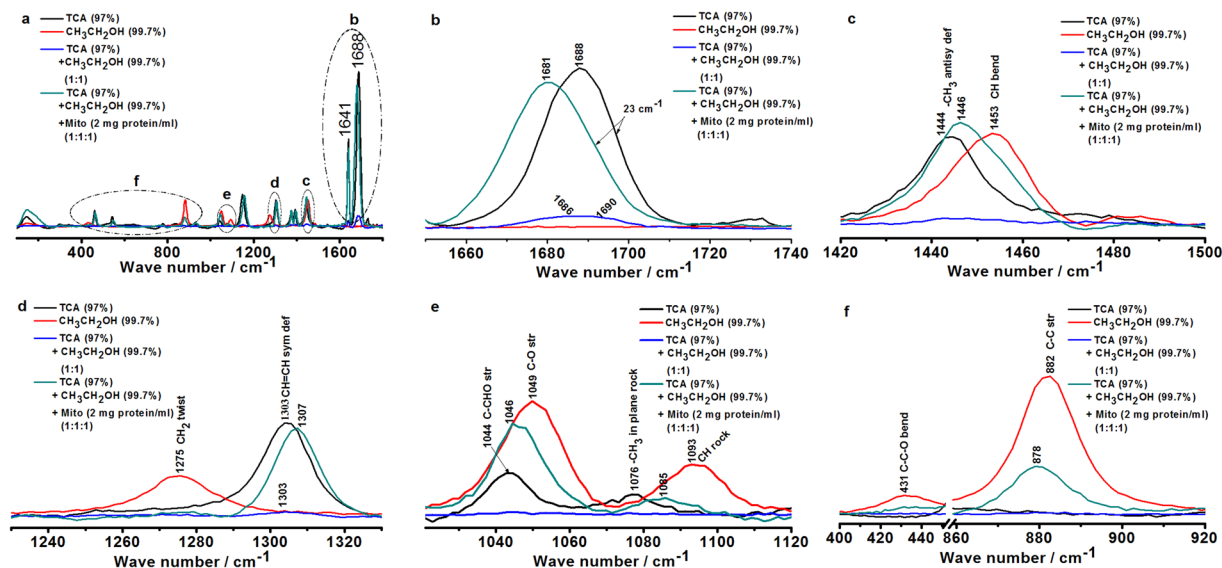 a
TCA (97%)
CH3CH2OH (99.7%)
TCA (97%)
+CH3CH2OH (99.7%)
(1:1)
TCA (97%)
+CH3CH2OH (99.7%)
+Mito (2 mg protein/ml)
(1:1:1)
b
1641
1688
f
e
d
c
400 800 1200 1600
Wave number / cm-1
b
TCA (97%)
CH3CH2OH (99.7%)
TCA (97%)
+ CH3CH2OH (99.7%)
(1:1)
TCA (97%)
+ CH3CH2OH (99.7%)
+ Mito (2 mg protein/ml)
(1:1:1)
1681
1688
23 cm-1
1686
1690
1660 1680 1700 1720 1740
Wave number / cm-1
c
TCA (97%)
CH3CH2OH (99.7%)
TCA (97%)
+ CH3CH2OH (99.7%)
(1:1)
TCA (97%)
+ CH3CH2OH (99.7%)
+ Mito (2 mg protein/ml)
(1:1:1)
1444 -CH3 antisy def
1446
1453 CH bend
1420 1440 1460 1480 1500
Wave number / cm-1
d
TCA (97%)
CH3CH2OH (99.7%)
TCA (97%)
+ CH3CH2OH (99.7%)
(1:1)
TCA (97%)
+ CH3CH2OH (99.7%)
+ Mito (2 mg protein/ml)
(1:1:1)
1275 CH2 twist
1303 CH=CH sym def
1307
1303
1240 1260 1280 1300 1320
Wave number / cm-1
e
TCA (97%)
CH3CH2OH (99.7%)
TCA (97%)
+ CH3CH2OH (99.7%)
(1:1)
TCA (97%)
+ CH3CH2OH (99.7%)
+ Mito (2 mg protein/ml)
(1:1:1)
1044 C-CHO str
1046
1049 C-O str
1076 -CH3 in plane rock
1085
1093
CH rock
1040 1060 1080 1100 1120
Wave number / cm-1
f
TCA (97%)
CH3CH2OH (99.7%)
TCA (97%)
+ CH3CH2OH (99.7%)
(1:1)
TCA (97%)
+ CH3CH2OH (99.7%)
+ Mito (2 mg protein/ml)
(1:1:1)
431 C-C-O bend
882 C-C str
878
400 420 440 860 880 900 920
Wave number / cm-1